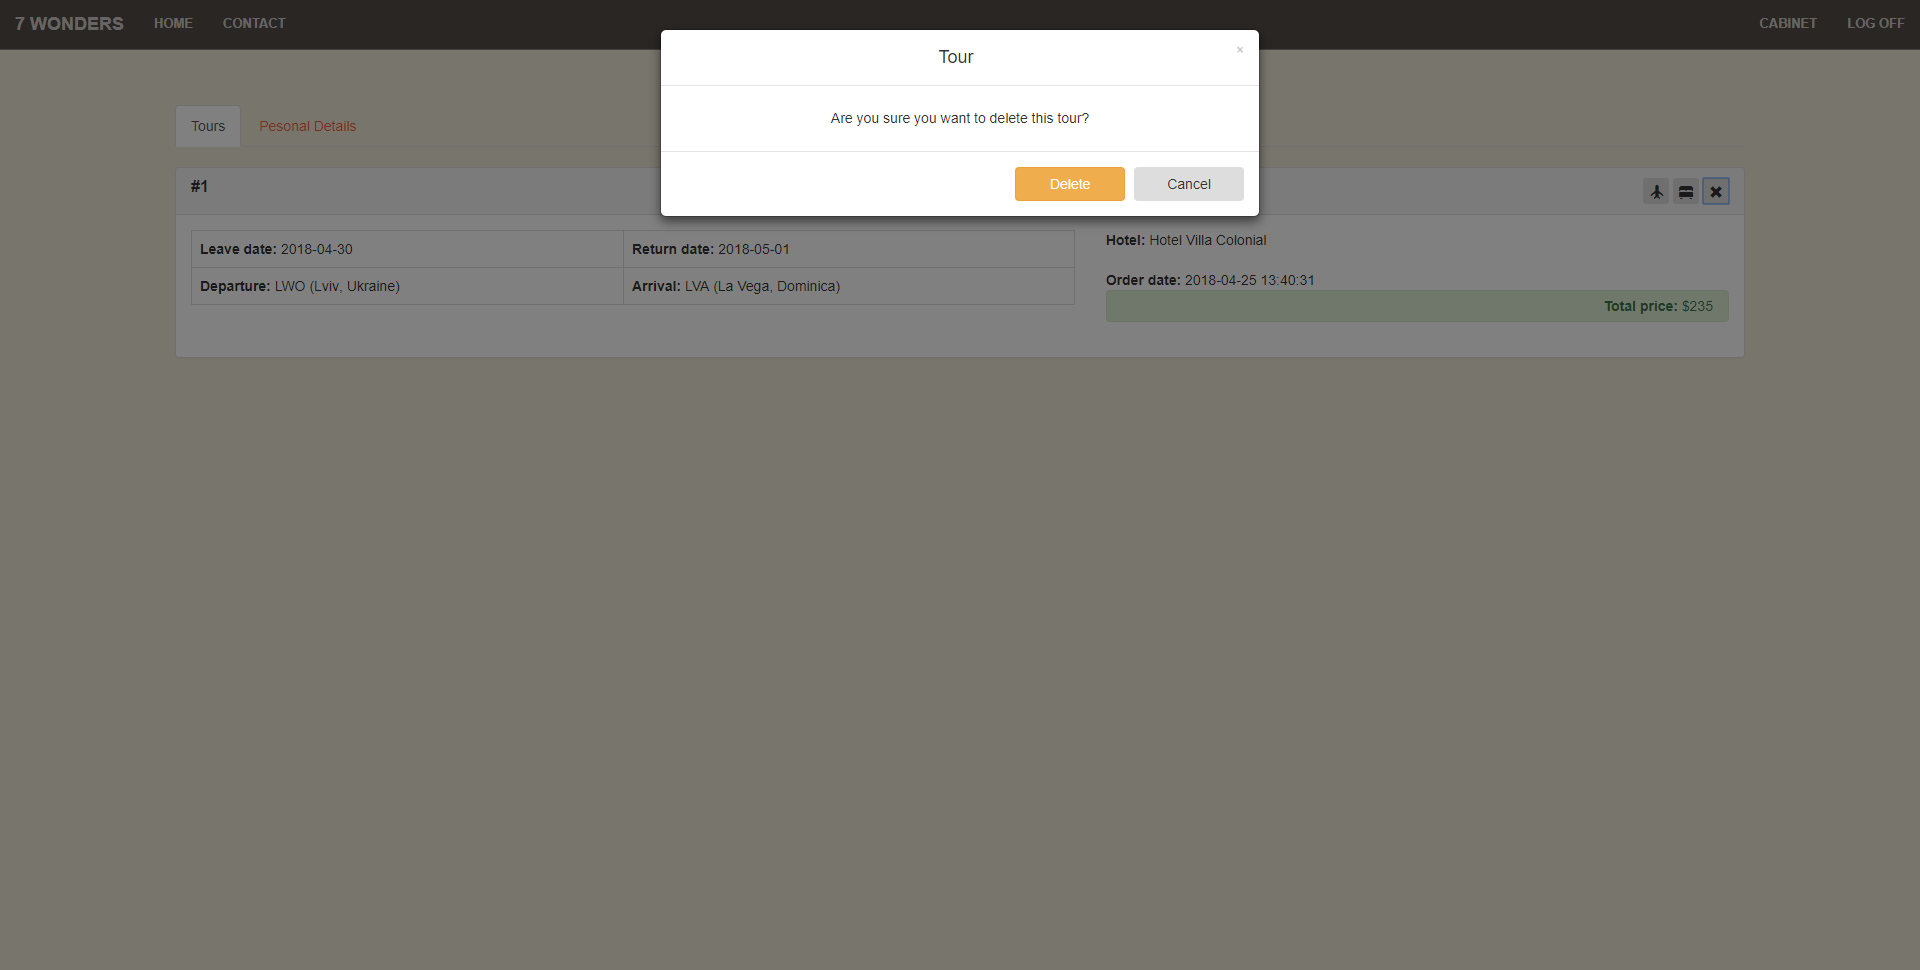 7 WONDERS HOME CONTACT CABINET LOG OFF
Tour ×
Are you sure you want to delete this tour?
Delete Cancel
Tours Pesonal Details
#1
Leave date: 2018-04-30 Return date: 2018-05-01
Departure: LWO (Lviv, Ukraine) Arrival: LVA (La Vega, Dominica)
Hotel: Hotel Villa Colonial
Order date: 2018-04-25 13:40:31
Total price: $235